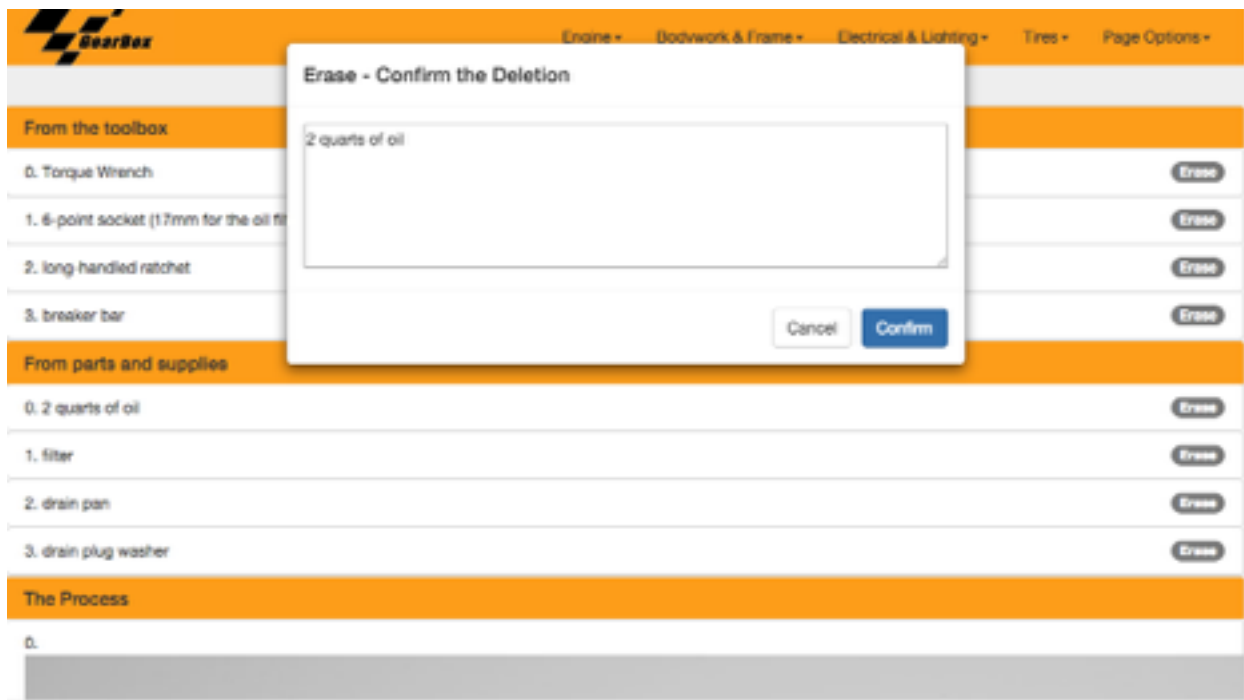 GearBox
Engine
Bodywork & Frame
Electrical & Lighting
Tires
Page Options
Erase - Confirm the Deletion
2 quarts of oil
Cancel
Confirm
From the toolbox
0. Torque Wrench
Erase
1. 6-point socket (17mm for the oil fil
Erase
2. long-handled ratchet
Erase
3. breaker bar
Erase
From parts and supplies
0. 2 quarts of oil
Erase
1. filter
Erase
2. drain pan
Erase
3. drain plug washer
Erase
The Process
0.